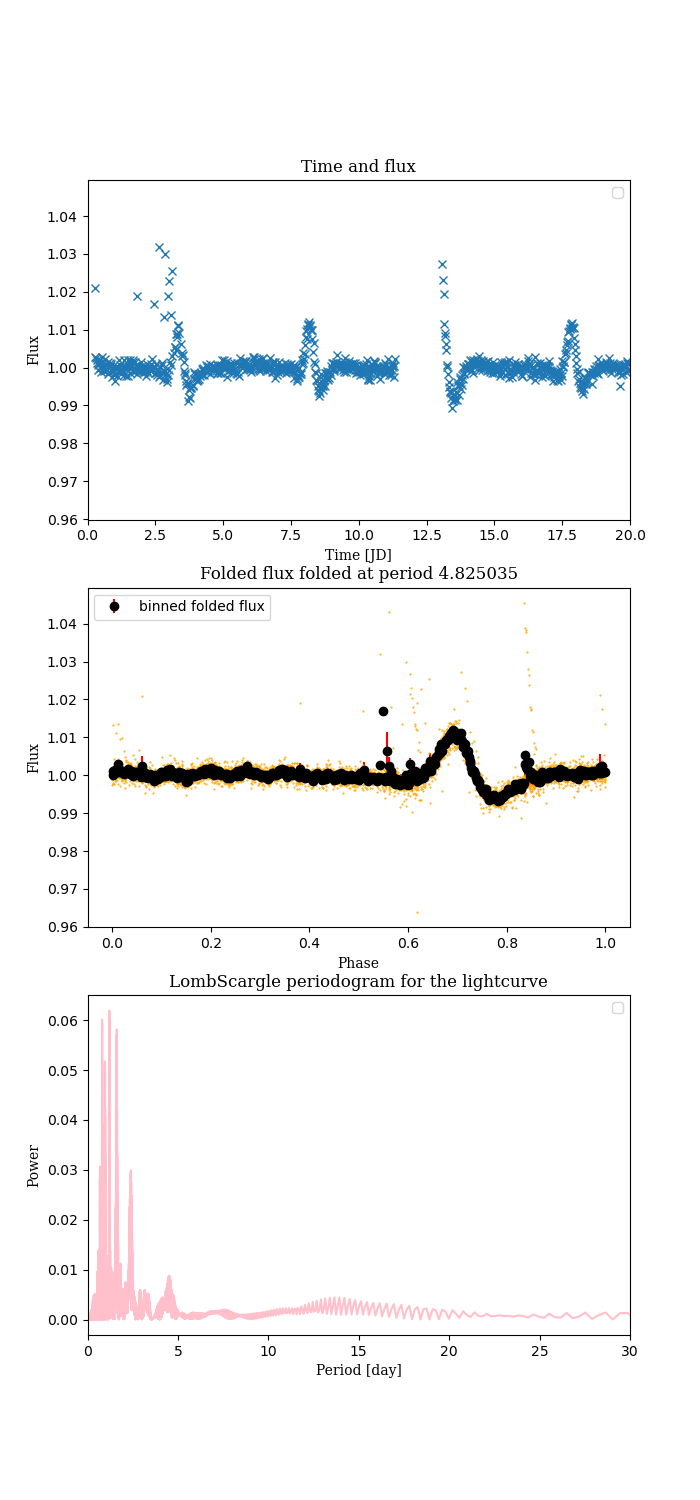 Time and flux
1.04
1.03
1.02
1.01
1.00
0.99
0.98
0.97
0.96
Flux
0.0 2.5 5.0 7.5 10.0 12.5 15.0 17.5 20.0
Time [JD]
Folded flux folded at period 4.825035
binned folded flux
1.04
1.03
1.02
1.01
1.00
0.99
0.98
0.97
0.96
Flux
0.0 0.2 0.4 0.6 0.8 1.0
Phase
LombScargle periodogram for the lightcurve
0.06
0.05
0.04
0.03
0.02
0.01
0.00
Power
0 5 10 15 20 25 30
Period [day]